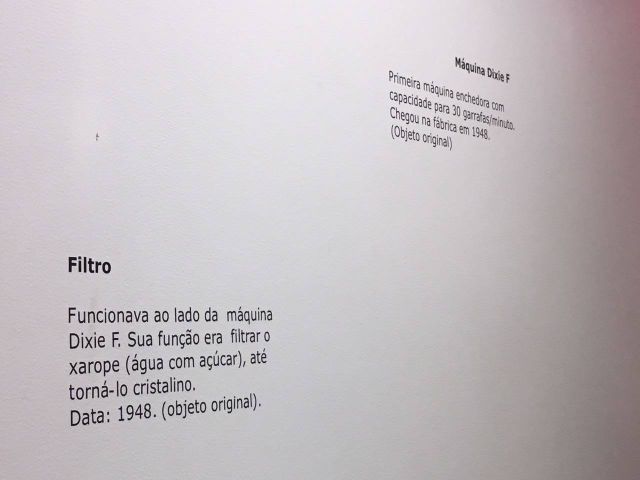 Máquina Dixie F
Primeira máquina enchedora com
capacidade para 30 garrafas/minuto.
Chegou na fábrica em 1948.
(Objeto original)
Filtro
Funcionava ao lado da máquina
Dixie F. Sua função era filtrar o
xarope (água com açúcar), até
torná-lo cristalino.
Data: 1948. (objeto original).